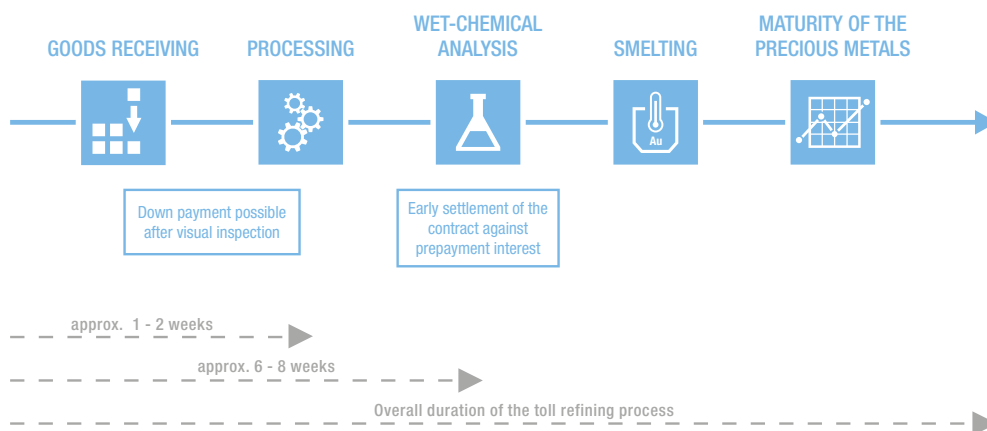 GOODS RECEIVING
PROCESSING
WET-CHEMICAL
ANALYSIS
SMELTING
MATURITY OF THE
PRECIOUS METALS
Au
Down payment possible
after visual inspection
Early settlement of the
contract against
prepayment interest
approx. 1 - 2 weeks
approx. 6 - 8 weeks
Overall duration of the toll refining process